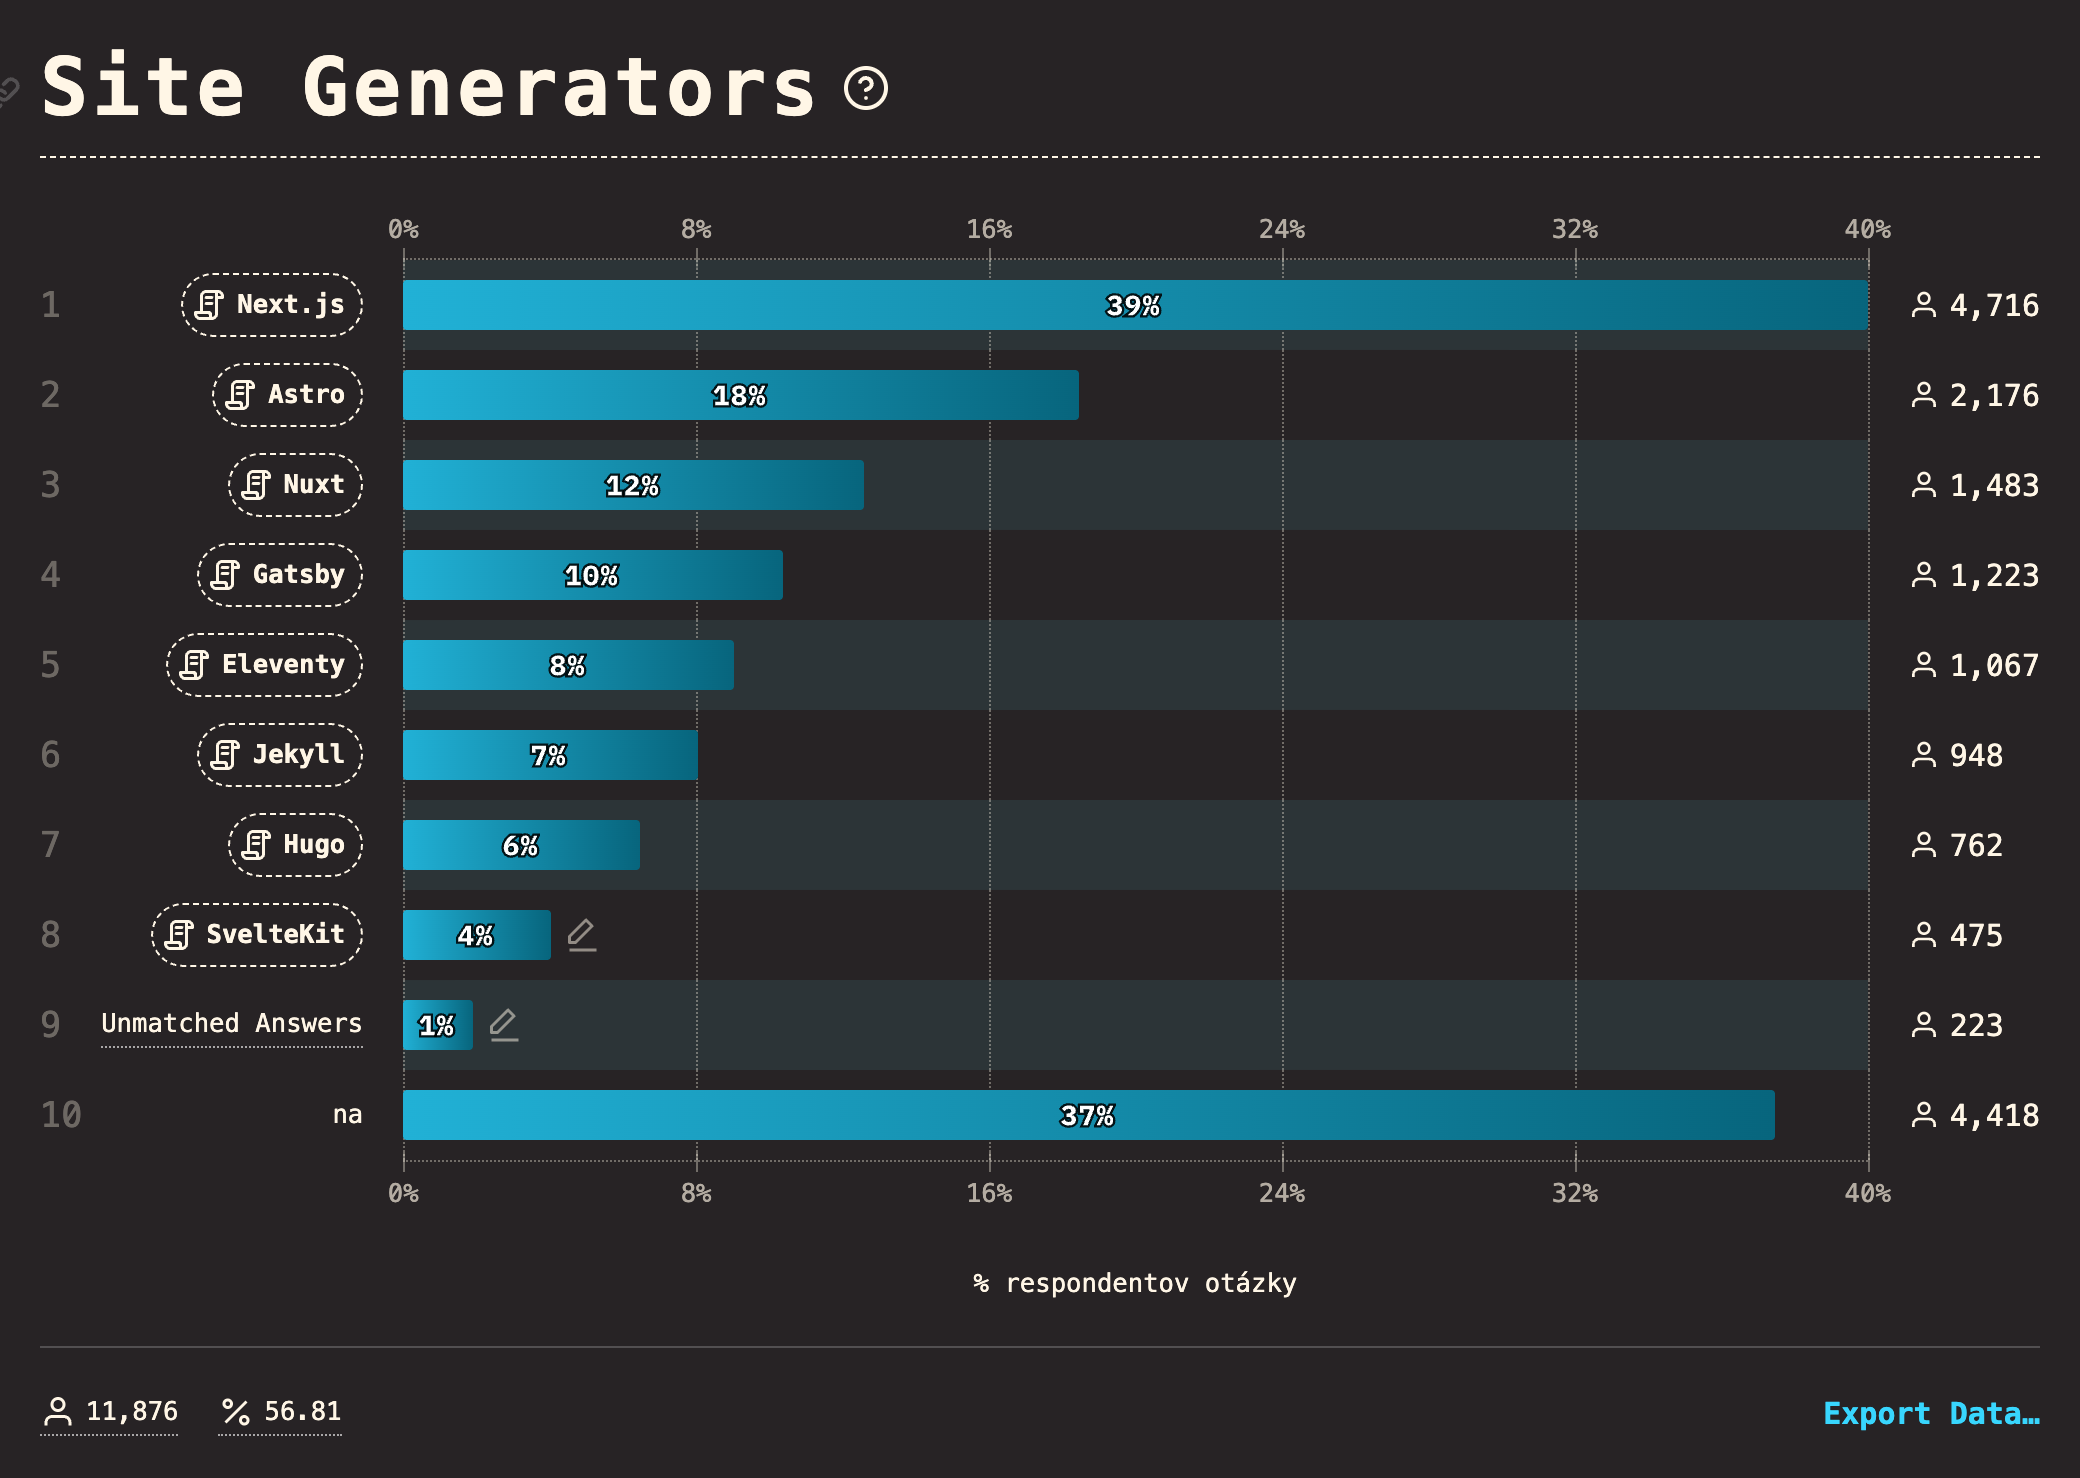 Site Generators
0% 8% 16% 24% 32% 40%
1 Next.js 39% 4,716
2 Astro 18% 2,176
3 Nuxt 12% 1,483
4 Gatsby 10% 1,223
5 Eleventy 8% 1,067
6 Jekyll 7% 948
7 Hugo 6% 762
8 SvelteKit 4% 475
9 Unmatched Answers 1% 223
10 na 37% 4,418
0% 8% 16% 24% 32% 40%
% respondentov otázky
11,876 % 56.81 Export Data…